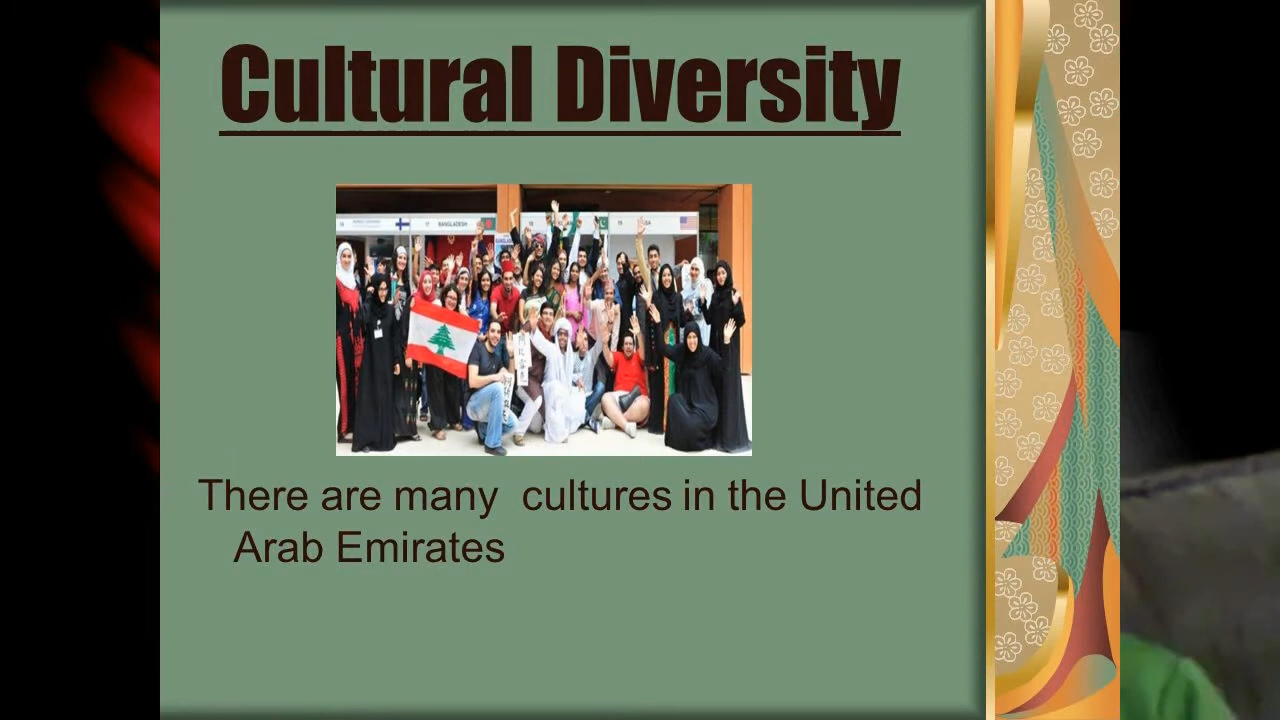 Cultural Diversity
BANGLADESH
There are many  cultures in the United
Arab Emirates